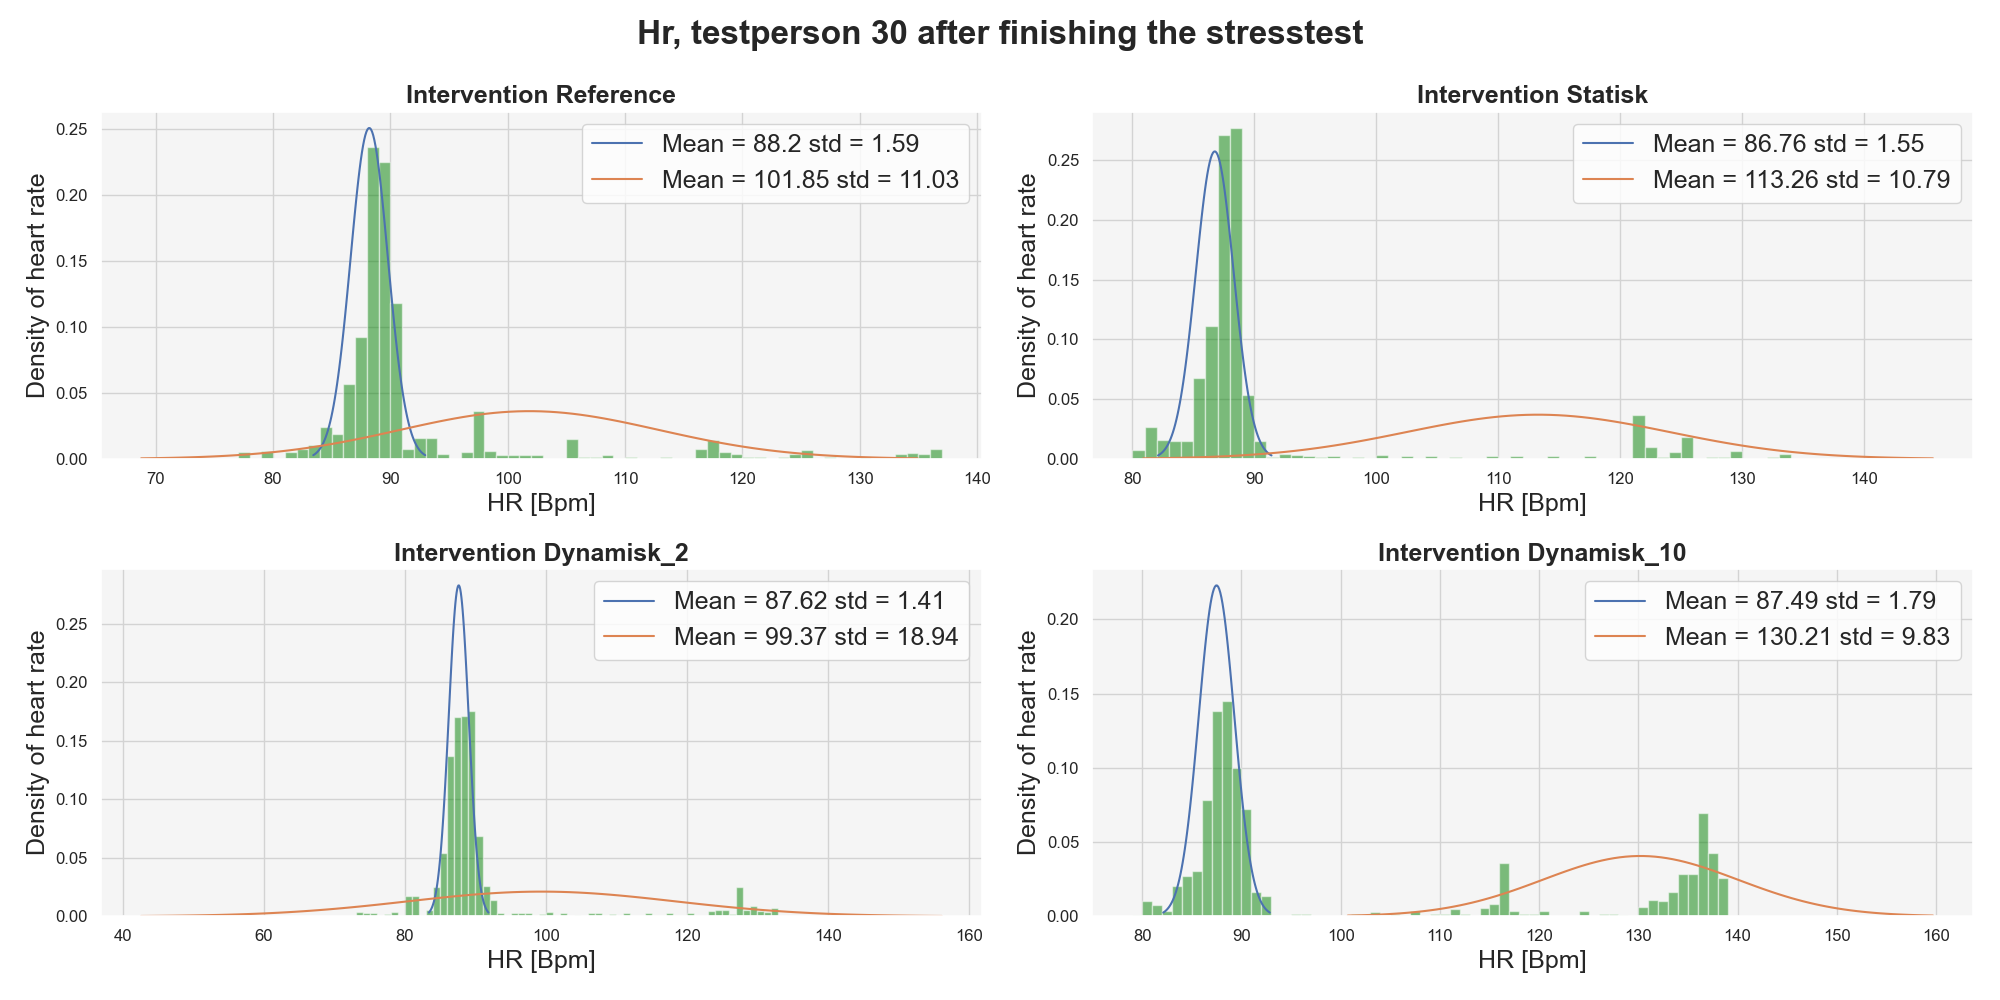 Hr, testperson 30 after finishing the stresstest
Intervention Reference
Mean = 88.2 std = 1.59
Mean = 101.85 std = 11.03
Density of heart rate
0.25
0.20
0.15
0.10
0.05
0.00
70 80 90 100 110 120 130 140
HR [Bpm]
Intervention Statisk
Mean = 86.76 std = 1.55
Mean = 113.26 std = 10.79
Density of heart rate
0.25
0.20
0.15
0.10
0.05
0.00
80 90 100 110 120 130 140
HR [Bpm]
Intervention Dynamisk_2
Mean = 87.62 std = 1.41
Mean = 99.37 std = 18.94
Density of heart rate
0.25
0.20
0.15
0.10
0.05
0.00
40 60 80 100 120 140 160
HR [Bpm]
Intervention Dynamisk_10
Mean = 87.49 std = 1.79
Mean = 130.21 std = 9.83
Density of heart rate
0.20
0.15
0.10
0.05
0.00
80 90 100 110 120 130 140 150 160
HR [Bpm]